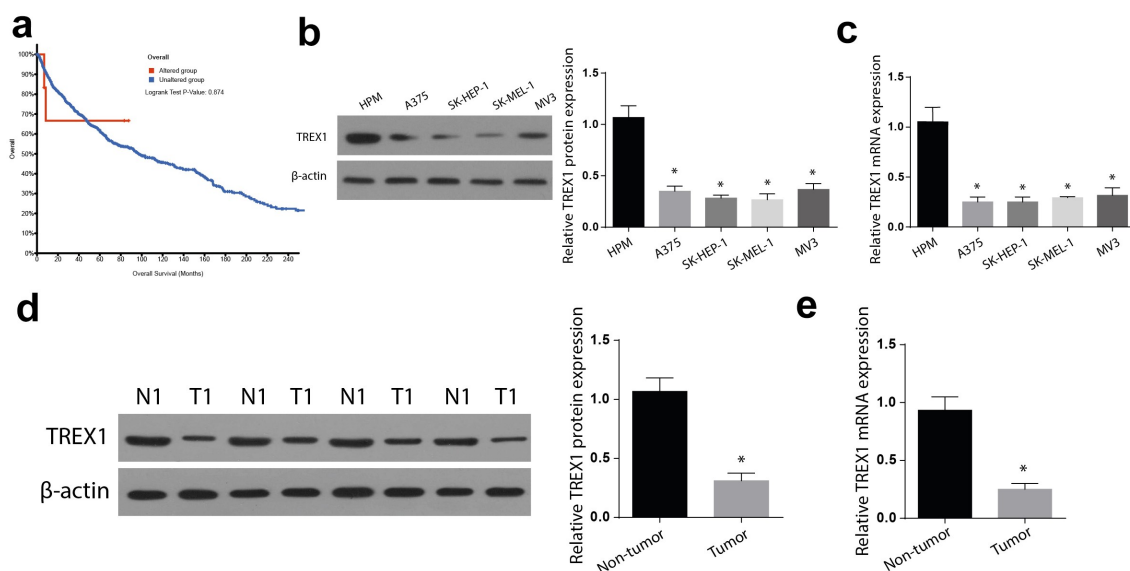 a
Overall
Altered group
Unaltered group
Logrank Test P-Value: 0.874
100%
90%
80%
70%
60%
50%
40%
30%
20%
10%
0%
Overall
0 20 40 60 80 100 120 140 160 180 200 220 240
Overall Survival (Months)
b
HPM A375 SK-HEP-1 SK-MEL-1 MV3
TREX1
β-actin
Relative TREX1 protein expression
1.5
1.0
0.5
0.0
* * * *
HPM A375 SK-HEP-1 SK-MEL-1 MV3
c
Relative TREX1 mRNA expression
1.5
1.0
0.5
0.0
* * * *
HPM A375 SK-HEP-1 SK-MEL-1 MV3
d
N1 T1 N1 T1 N1 T1 N1 T1
TREX1
β-actin
Relative TREX1 protein expression
1.5
1.0
0.5
0.0
*
Non-tumor Tumor
e
Relative TREX1 mRNA expression
1.5
1.0
0.5
0.0
*
Non-tumor Tumor